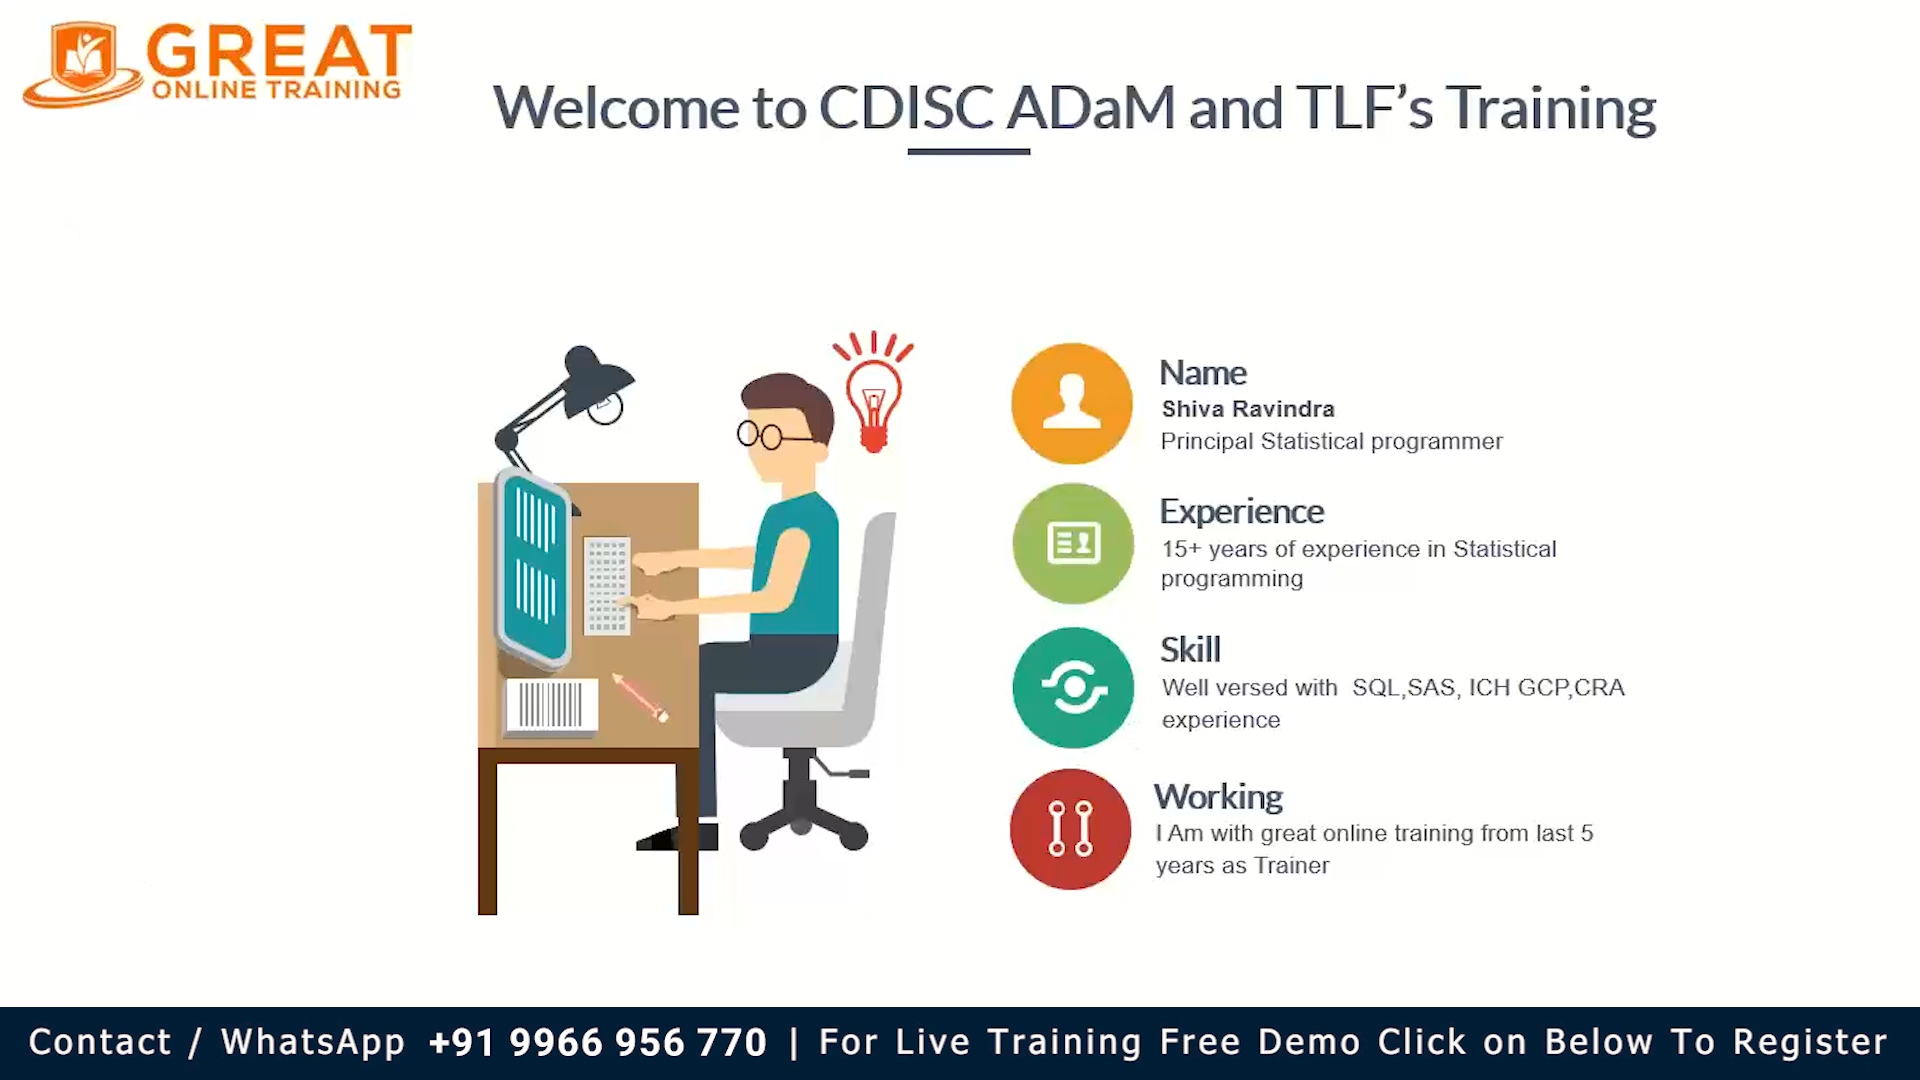 GREAT
ONLINE TRAINING
Welcome to CDISC ADaM and TLF’s Training
Name
Shiva Ravindra
Principal Statistical programmer
Experience
15+ years of experience in Statistical
programming
Skill
Well versed with SQL,SAS, ICH GCP,CRA
experience
Working
I Am with great online training from last 5
years as Trainer
Contact / WhatsApp +91 9966 956 770 | For Live Training Free Demo Click on Below To Register